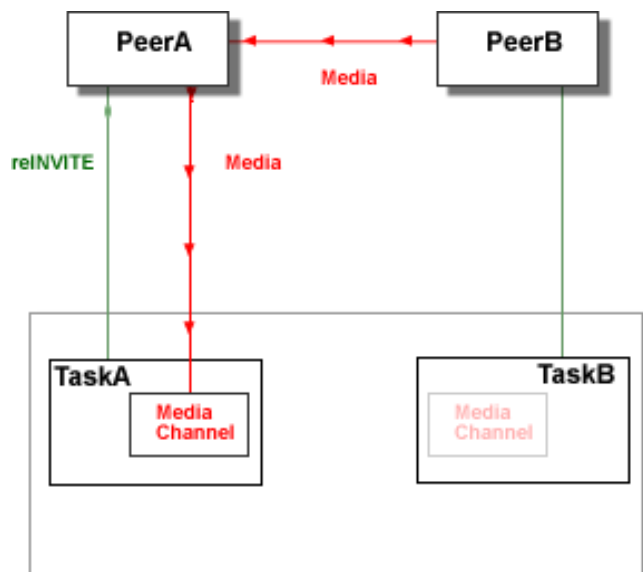 PeerA
PeerB
Media
reINVITE
Media
TaskA
TaskB
Media
Channel
Media
Channel